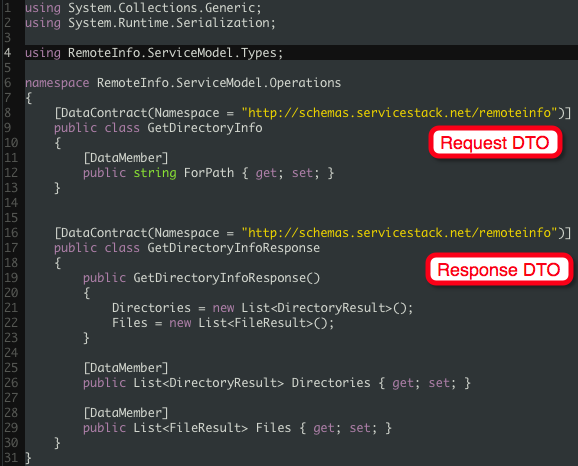 1 using System.Collections.Generic;
2 using System.Runtime.Serialization;
3
4 using RemoteInfo.ServiceModel.Types;
5
6 namespace RemoteInfo.ServiceModel.Operations
7 {
8 [DataContract(Namespace = "http://schemas.servicestack.net/remoteinfo")]
9 public class GetDirectoryInfo
Request DTO
10 {
11 [DataMember]
12 public string ForPath { get; set; }
13 }
14
15
16 [DataContract(Namespace = "http://schemas.servicestack.net/remoteinfo")]
17 public class GetDirectoryInfoResponse
18 {
Response DTO
19 public GetDirectoryInfoResponse()
20 {
21 Directories = new List<DirectoryResult>();
22 Files = new List<FileResult>();
23 }
24
25 [DataMember]
26 public List<DirectoryResult> Directories { get; set; }
27
28 [DataMember]
29 public List<FileResult> Files { get; set; }
30 }
31 }